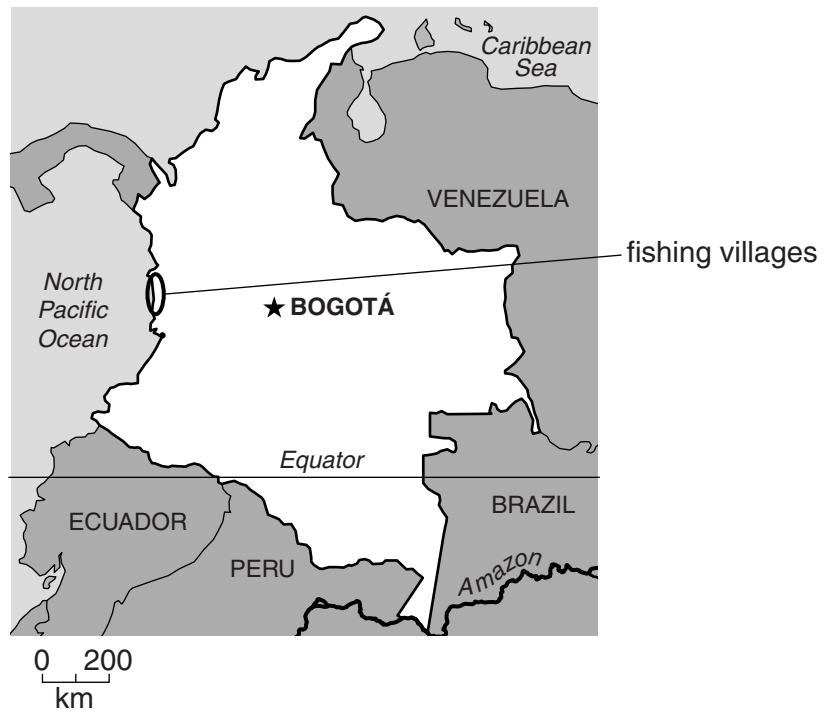 Caribbean
Sea
VENEZUELA
fishing villages
North
Pacific
Ocean
★ BOGOTÁ
Equator
ECUADOR
BRAZIL
PERU
Amazon
0 200
km